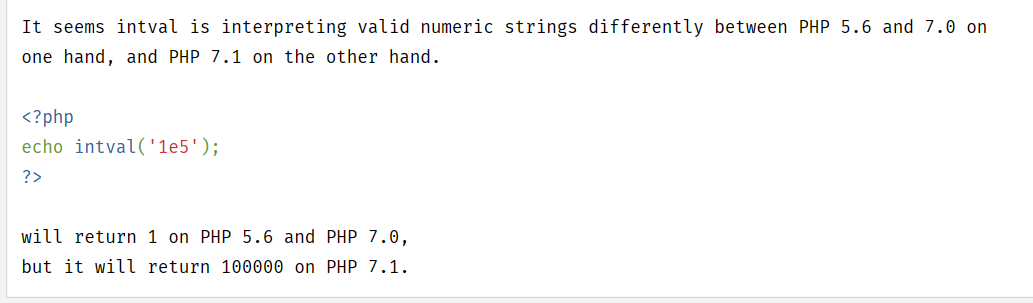 It seems intval is interpreting valid numeric strings differently between PHP 5.6 and 7.0 on
one hand, and PHP 7.1 on the other hand.
<?php
echo intval('1e5');
?>
will return 1 on PHP 5.6 and PHP 7.0,
but it will return 100000 on PHP 7.1.